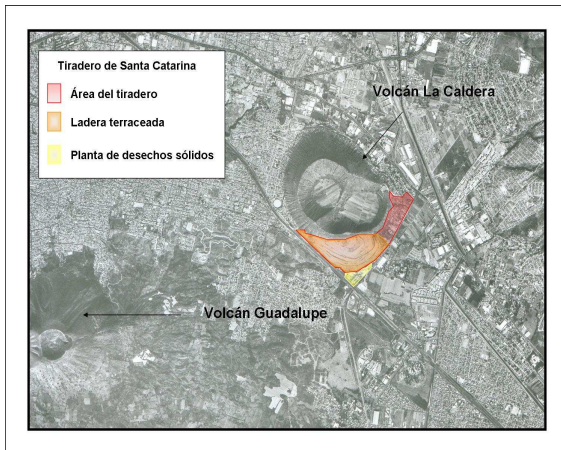 Tiradero de Santa Catarina
Área del tiradero
Ladera terraceada
Planta de desechos sólidos
Volcán La Caldera
Volcán Guadalupe